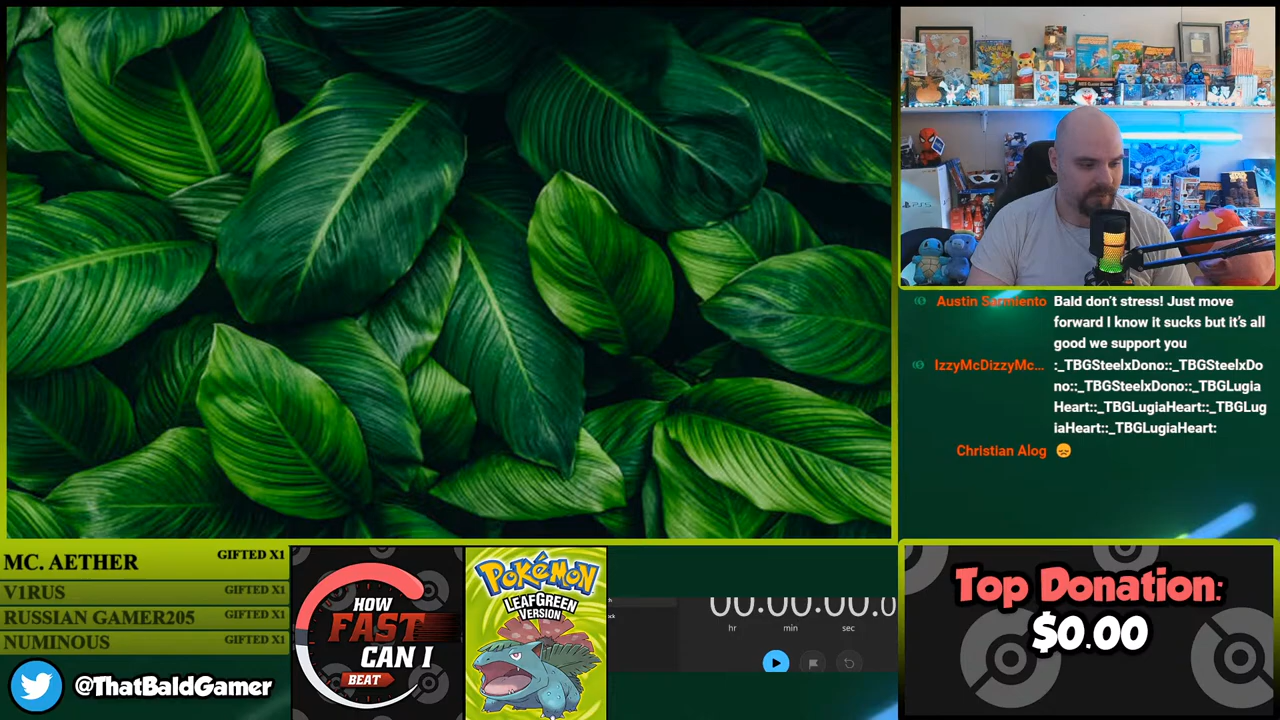 Austin Sarmiento Bald don't stress! Just move
forward I know it sucks but it's all
good we support you
IzzyMcDizzyMc... :_TBGSteelxDono::_TBGSteelxDo
no::_TBGSteelxDono::_TBGLugia
Heart::_TBGLugiaHeart::_TBGLug
iaHeart::_TBGLugiaHeart:
Christian Alog 😞
MC. AETHER GIFTED X1
V1RUS GIFTED X1
RUSSIAN GAMER205 GIFTED X1
NUMINOUS GIFTED X1
@ThatBaldGamer
HOW
FAST
CAN I
BEAT
POKéMON
LEAFGREEN
VERSION
00:00:00.0
hr min sec
Top Donation:
$0.00
PS5